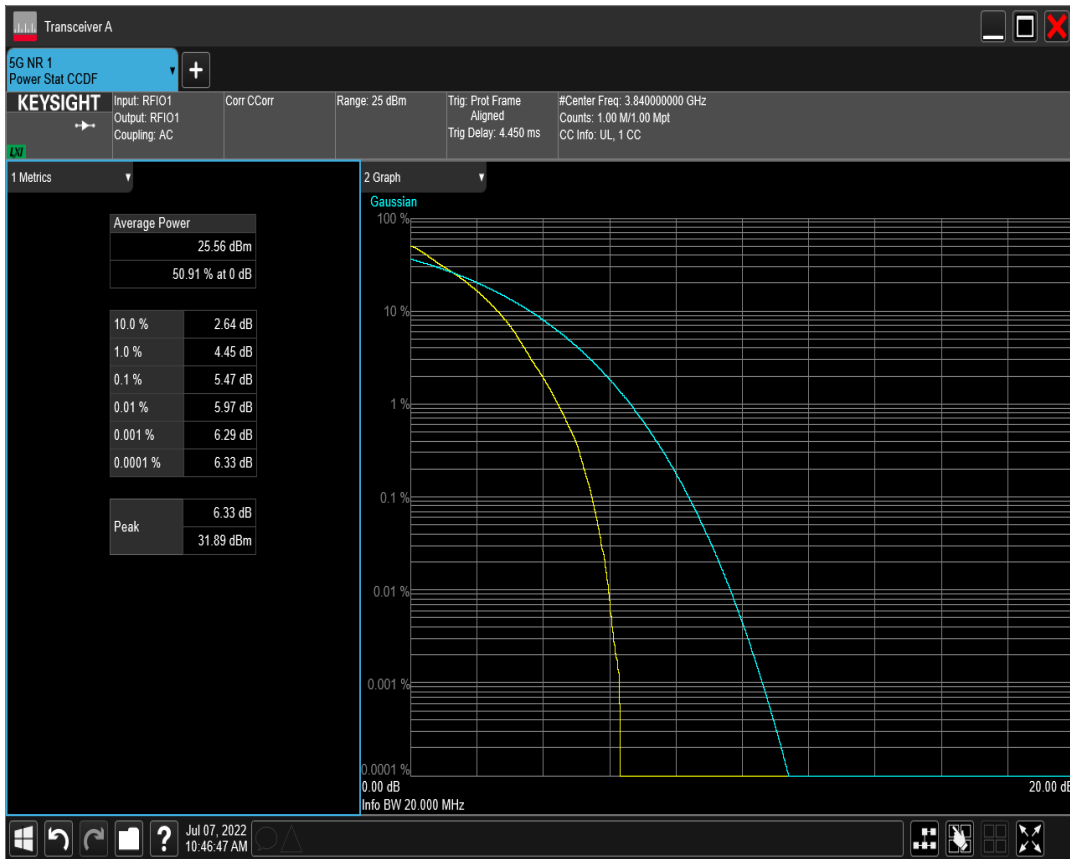 Transceiver A
5G NR 1
Power Stat CCDF
KEYSIGHT
LXI
Input: RFIO1
Output: RFIO1
Coupling: AC
Corr CCorr
Range: 25 dBm
Trig: Prot Frame
Aligned
Trig Delay: 4.450 ms
#Center Freq: 3.840000000 GHz
Counts: 1.00 M/1.00 Mpt
CC Info: UL, 1 CC
1 Metrics
Average Power
25.56 dBm
50.91 % at 0 dB
10.0 % 2.64 dB
1.0 % 4.45 dB
0.1 % 5.47 dB
0.01 % 5.97 dB
0.001 % 6.29 dB
0.0001 % 6.33 dB
Peak
6.33 dB
31.89 dBm
2 Graph
Gaussian
100 %
10 %
1 %
0.1 %
0.01 %
0.001 %
0.0001 %
0.00 dB
20.00 dB
Info BW 20.000 MHz
?
Jul 07, 2022
10:46:47 AM